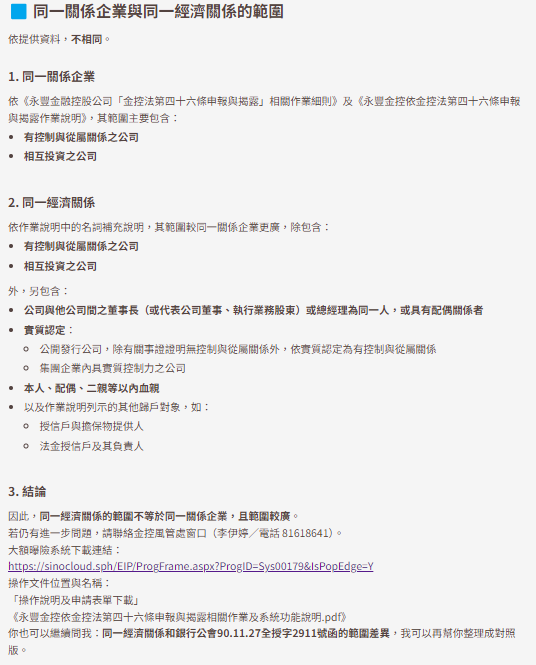 同一關係企業與同一經濟關係的範圍
依提供資料，不相同。
1. 同一關係企業
依《永豐金融控股公司「金控法第四十六條申報與揭露」相關作業細則》及《永豐金控依金控法第四十六條申報
與揭露作業說明》，其範圍主要包含：
有控制與從屬關係之公司
相互投資之公司
2. 同一經濟關係
依作業說明中的名詞補充說明，其範圍較同一關係企業更廣，除包含：
有控制與從屬關係之公司
相互投資之公司
外，另包含：
公司與他公司間之董事長（或代表公司董事、執行業務股東）或總經理為同一人，或具有配偶關係者
實質認定：
公開發行公司，除有關事證證明無控制與從屬關係外，依實質認定為有控制與從屬關係
集團企業內具實質控制力之公司
本人、配偶、二親等以內血親
以及作業說明列示的其他歸戶對象，如：
授信戶與擔保物提供人
法金授信戶及其負責人
3. 結論
因此，同一經濟關係的範圍不等於同一關係企業，且範圍較廣。
若仍有進一步問題，請聯絡金控風管處窗口（李伊婷／電話 81618641）。
大額曝險系統下載連結：
https://sinocloud.sph/EIP/ProgFrame.aspx?ProgID=Sys00179&IsPopEdge=Y
操作文件位置與名稱：
「操作說明及申請表單下載」
《永豐金控依金控法第四十六條申報與揭露相關作業及系統功能說明.pdf》
你也可以繼續問我：同一經濟關係和銀行公會90.11.27全授字2911號函的範圍差異，我可以再幫你整理成對照
版。